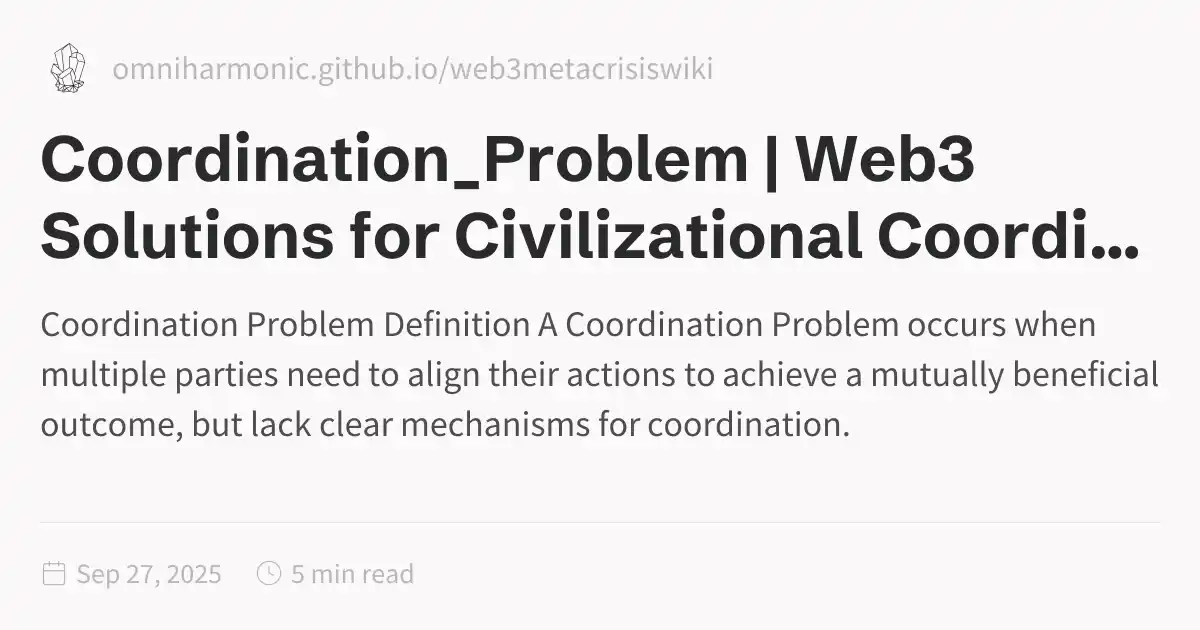 omniharmonic.github.io/web3metacrisiswiki
Coordination_Problem | Web3
Solutions for Civilizational Coordi...
Coordination Problem Definition A Coordination Problem occurs when
multiple parties need to align their actions to achieve a mutually beneficial
outcome, but lack clear mechanisms for coordination.
Sep 27, 2025 5 min read